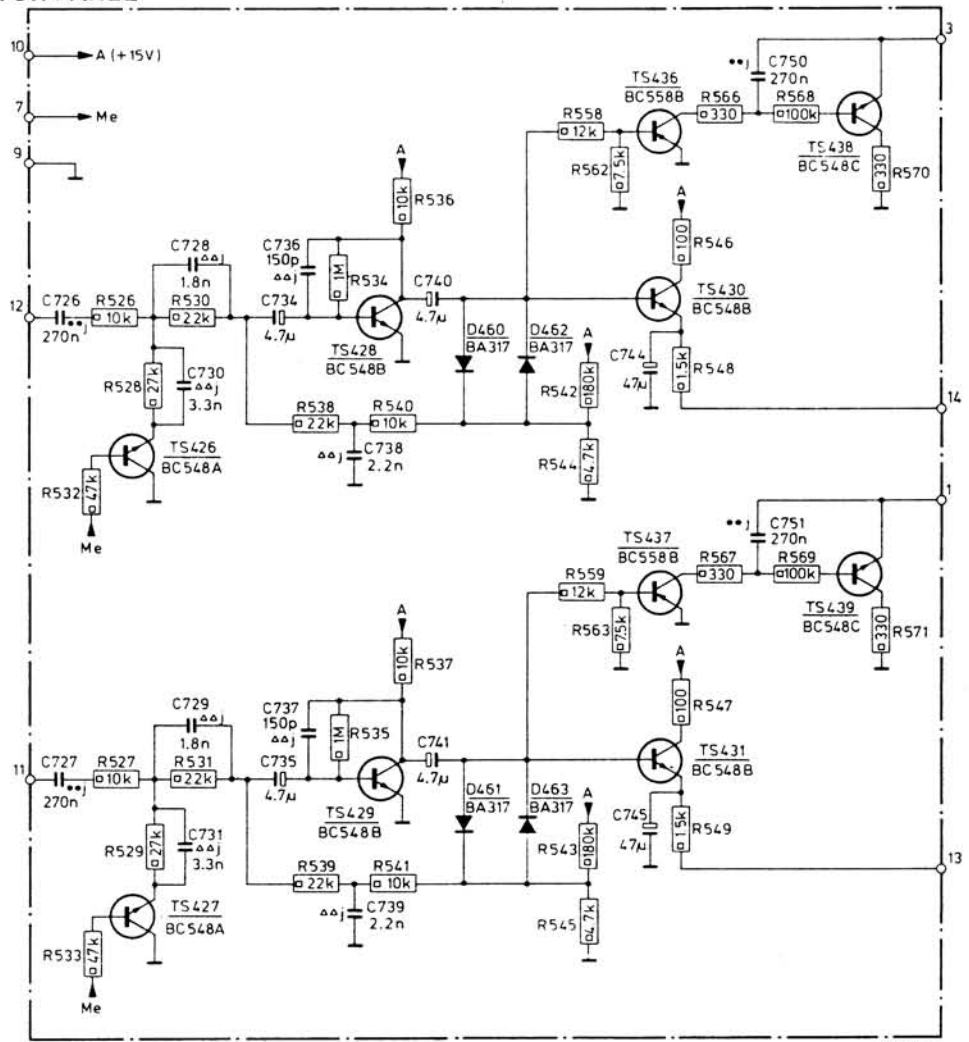 10
A (+15V)
7
Me
9
3
C750
270n
TS436
BC558B
R566
330
R568
100k
R558
12k
R562
7.5k
TS438
BC548C
330
R570
A
10k
R536
A
100
R546
C728
1.8n
C736
150p
1M
R534
C740
4.7µ
12
C726
270n
R526
10k
R530
22k
C734
4.7µ
TS428
BC548B
TS430
BC548B
D460
BA317
D462
BA317
A
R542
180k
C744
47µ
1.5k
R548
R528
27k
C730
3.3n
R538
22k
R540
10k
C738
2.2n
R544
4.7k
14
TS426
BC548A
R532
47k
Me
1
C751
270n
TS437
BC558B
R567
330
R569
100k
R559
12k
R563
7.5k
TS439
BC548C
330
R571
A
10k
R537
A
100
R547
C729
1.8n
C737
150p
1M
R535
C741
4.7µ
11
C727
270n
R527
10k
R531
22k
C735
4.7µ
TS429
BC548B
TS431
BC548B
D461
BA317
D463
BA317
A
R543
180k
C745
47µ
1.5k
R549
R529
27k
C731
3.3n
R539
22k
R541
10k
C739
2.2n
R545
4.7k
13
TS427
BC548A
R533
47k
Me